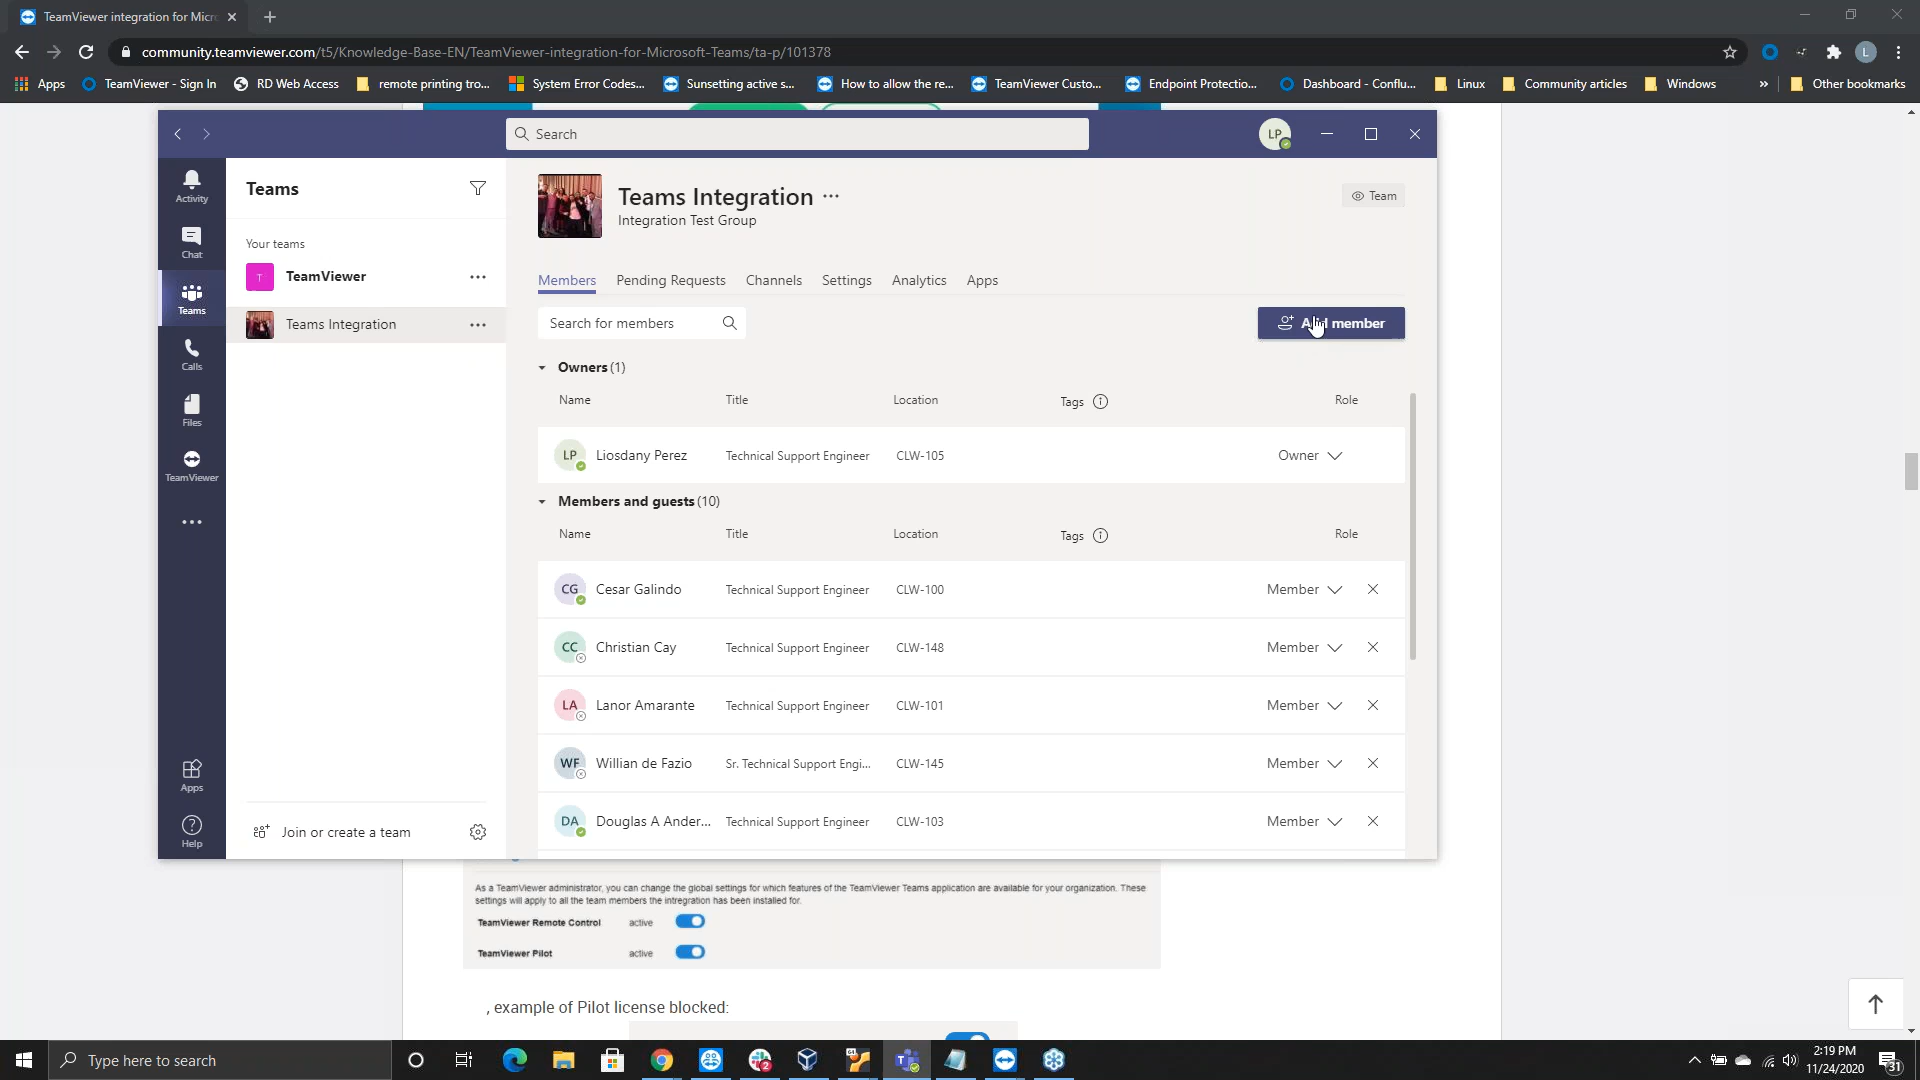 TeamViewer integration for Micr
community.teamviewer.com/t5/Knowledge-Base-EN/TeamViewer-integration-for-Microsoft-Teams/ta-p/101378
L
Apps
TeamViewer - Sign In
RD Web Access
remote printing tro...
System Error Codes...
Sunsetting active s...
How to allow the re...
TeamViewer Custo...
Endpoint Protectio...
Dashboard - Conflu...
Linux
Community articles
Windows
»
Other bookmarks
Search
LP
Activity
Chat
Teams
Calls
Files
TeamViewer
Apps
Help
Teams
Your teams
T TeamViewer
Teams Integration
Join or create a team
Teams Integration
Integration Test Group
Team
Members Pending Requests Channels Settings Analytics Apps
Search for members
Add member
Owners (1)
Name Title Location Tags Role
LP Liosdany Perez Technical Support Engineer CLW-105 Owner
Members and guests (10)
Name Title Location Tags Role
CG Cesar Galindo Technical Support Engineer CLW-100 Member
CC Christian Cay Technical Support Engineer CLW-148 Member
LA Lanor Amarante Technical Support Engineer CLW-101 Member
WF Willian de Fazio Sr. Technical Support Engi... CLW-145 Member
DA Douglas A Ander... Technical Support Engineer CLW-103 Member
As a TeamViewer administrator, you can change the global settings for which features of the TeamViewer Teams application are available for your organization. These
settings will apply to all the team members the intregration has been installed for.
TeamViewer Remote Control active
TeamViewer Pilot active
, example of Pilot license blocked:
Type here to search
2
2:19 PM
11/24/2020
31